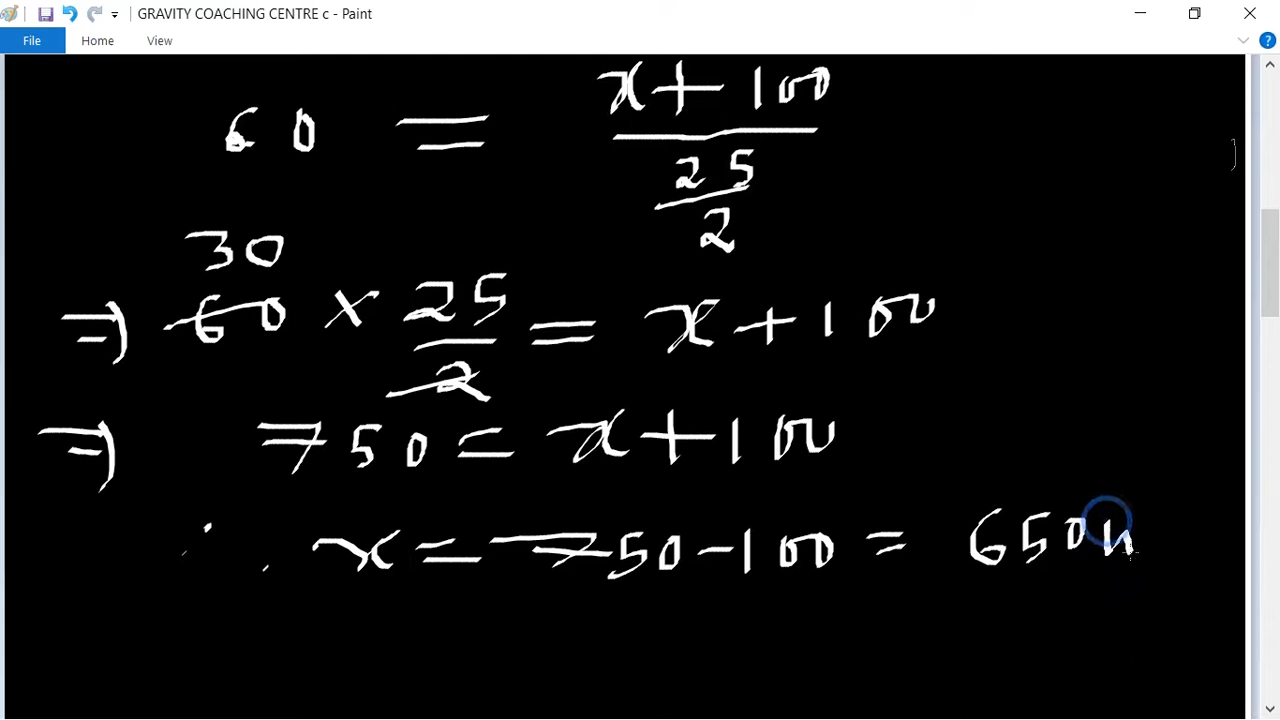 GRAVITY COACHING CENTRE c - Paint
File Home View
60 = x+100
25
2
30
⇒ 60 × 25/2 = x+100
⇒ 750 = x+100
∴ x = 750-100 = 650